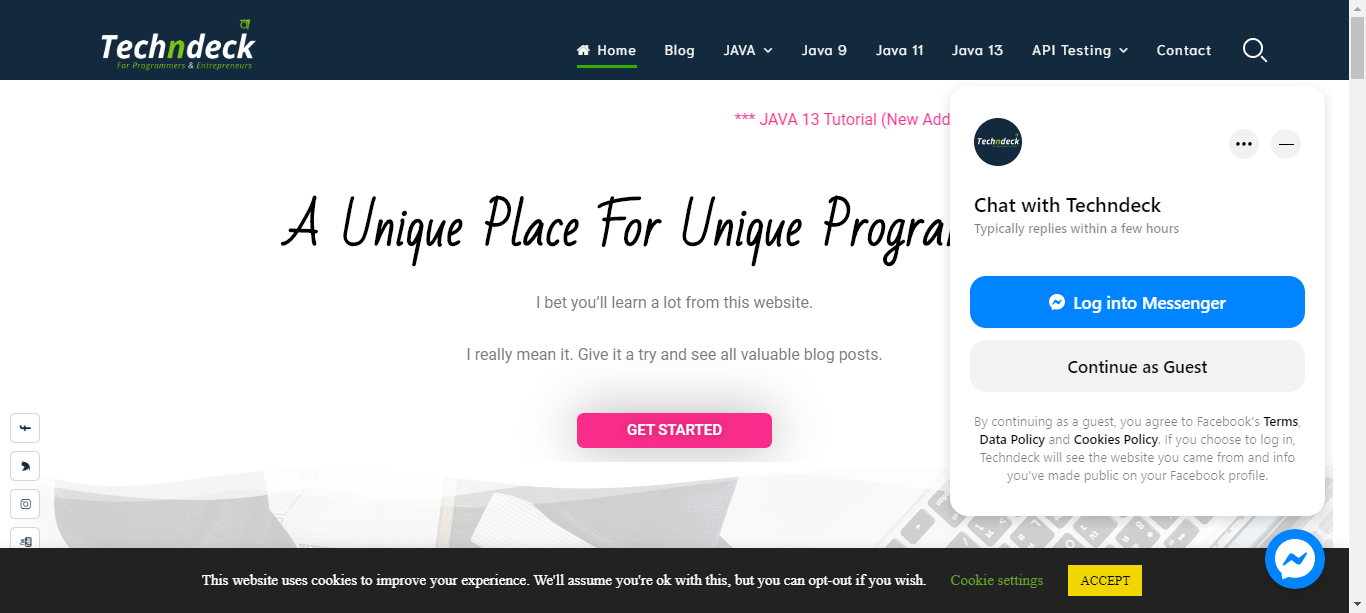 Techndeck
For Programmers & Entrepreneurs
Home Blog JAVA Java 9 Java 11 Java 13 API Testing Contact
*** JAVA 13 Tutorial (New Add
A Unique Place For Unique Progra
I bet you'll learn a lot from this website.
I really mean it. Give it a try and see all valuable blog posts.
GET STARTED
Techndeck
Chat with Techndeck
Typically replies within a few hours
Log into Messenger
Continue as Guest
By continuing as a guest, you agree to Facebook's Terms,
Data Policy and Cookies Policy. If you choose to log in,
Techndeck will see the website you came from and info
you've made public on your Facebook profile.
This website uses cookies to improve your experience. We'll assume you're ok with this, but you can opt-out if you wish. Cookie settings ACCEPT